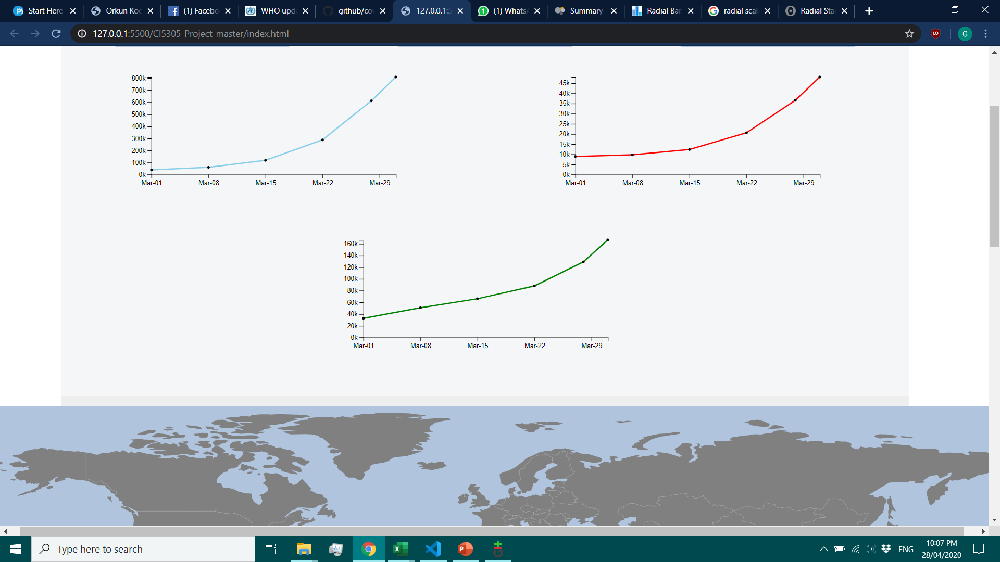 Start Here
Orkun Koc
(1) Facebo
WHO upd
github/cov
127.0.0.1:5
(1) Whats
Summary
Radial Bar
radial scal
Radial Sta
127.0.0.1:5500/CI5305-Project-master/index.html
G
800k
700k
600k
500k
400k
300k
200k
100k
0k
Mar-01 Mar-08 Mar-15 Mar-22 Mar-29
45k
40k
35k
30k
25k
20k
15k
10k
5k
0k
Mar-01 Mar-08 Mar-15 Mar-22 Mar-29
160k
140k
120k
100k
80k
60k
40k
20k
0k
Mar-01 Mar-08 Mar-15 Mar-22 Mar-29
Type here to search
ENG
10:07 PM
28/04/2020